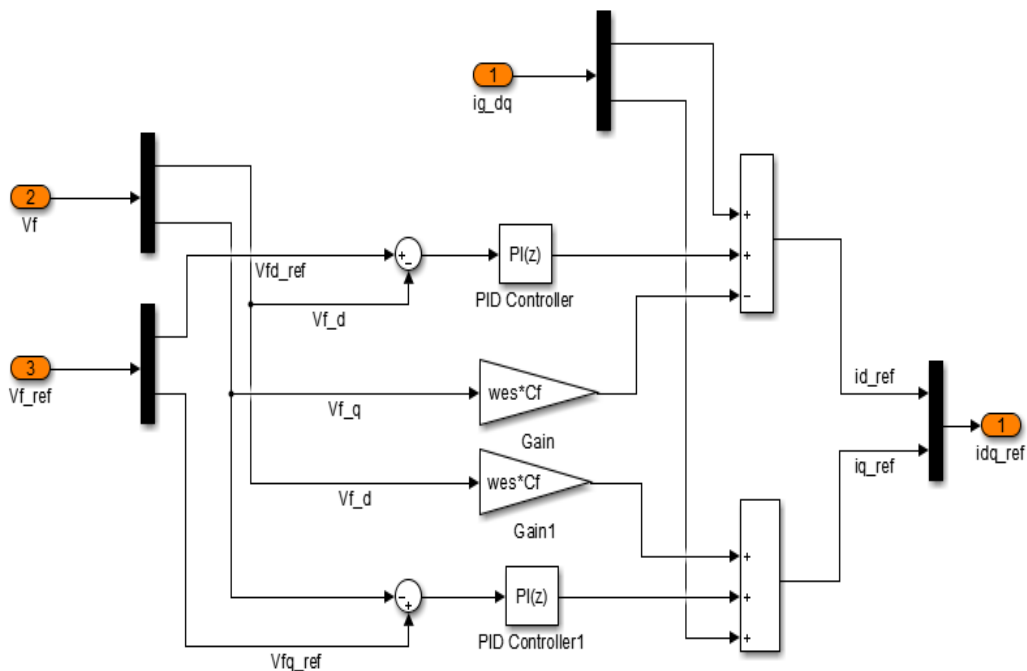 1
ig_dq
2
Vf
+
Vfd_ref
+
−
PI(z)
+
PID Controller
−
Vf_d
3
Vf_ref
wes*Cf
id_ref
Vf_q
1
Gain
idq_ref
iq_ref
wes*Cf
Vf_d
Gain1
+
−
+
PI(z)
+
PID Controller1
+
Vfq_ref